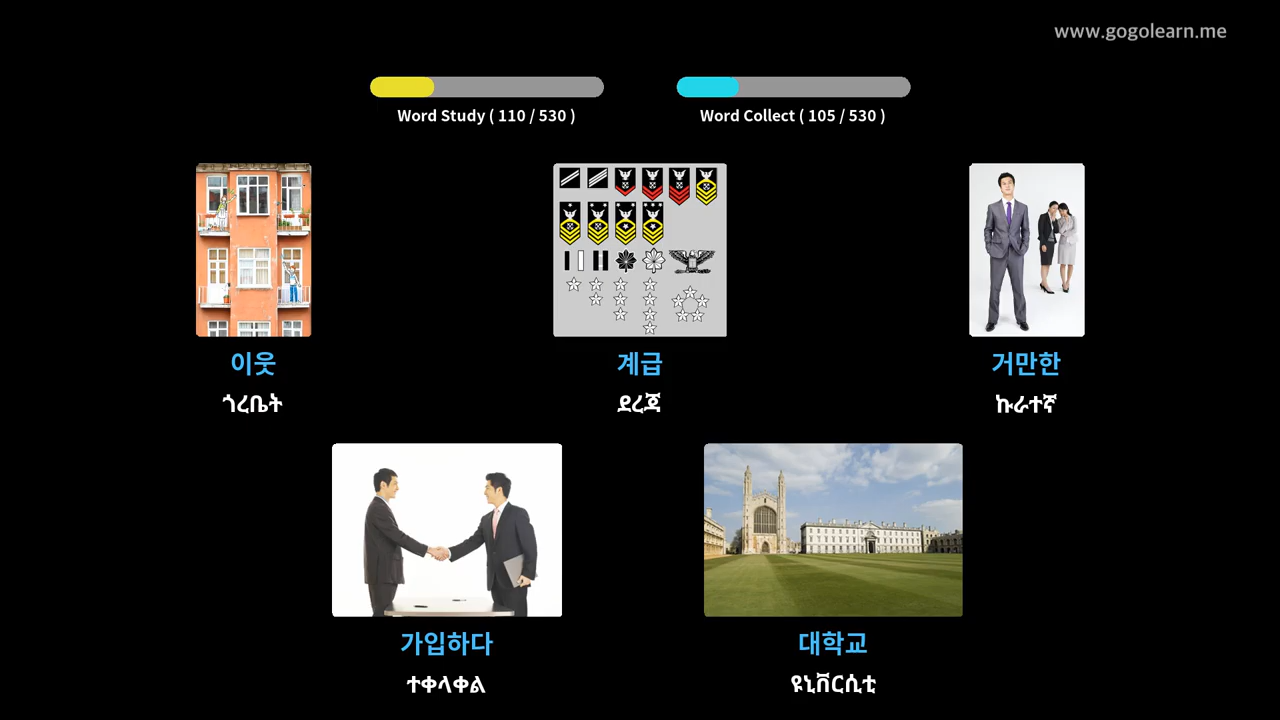 www.gogolearn.me
Word Study ( 110 / 530 )
Word Collect ( 105 / 530 )
이웃
ጎረቤት
계급
ደረጃ
거만한
ኩራተኛ
가입하다
ተቀላቀል
대학교
ዩኒቨርሲቲ